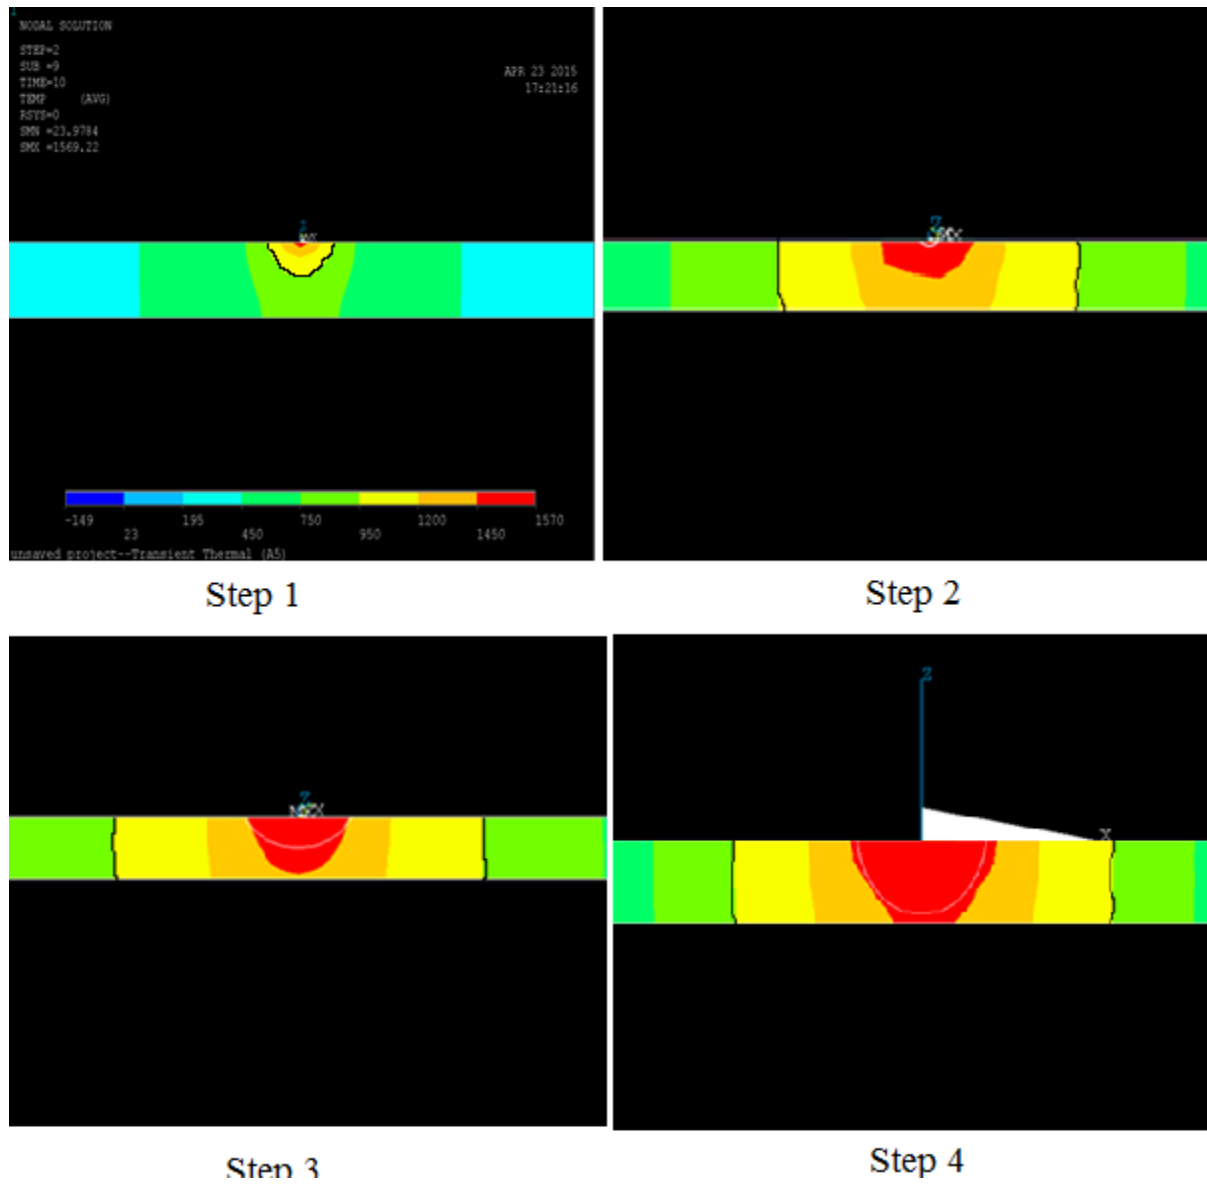 1
NODAL SOLUTION
STEP=2
SUB =9
TIME=10
TEMP (AVG)
RSYS=0
SMN =23.9784
SMX =1569.22
APR 23 2015
17:21:16
Z
MX
-149 23 195 450 750 950 1200 1450 1570
unsaved project--Transient Thermal (A5)
Step 1
Z
MX
Step 2
Z
X
Step 3
Z
X
Step 4